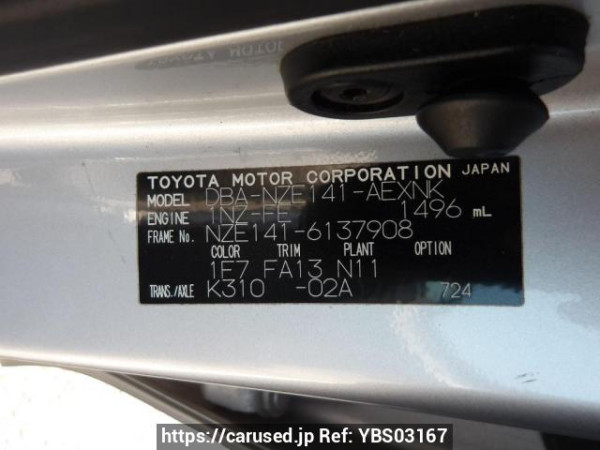 TOYOTA MOTOR CORPORATION JAPAN
MODEL DBA-NZE141-AEXNK
ENGINE 1NZ-FE 1496 mL
FRAME No. NZE141-6137908
COLOR TRIM PLANT OPTION
1E7 FA13 N11
TRANS./AXLE K310 -02A 724
https://carused.jp Ref: YBS03167